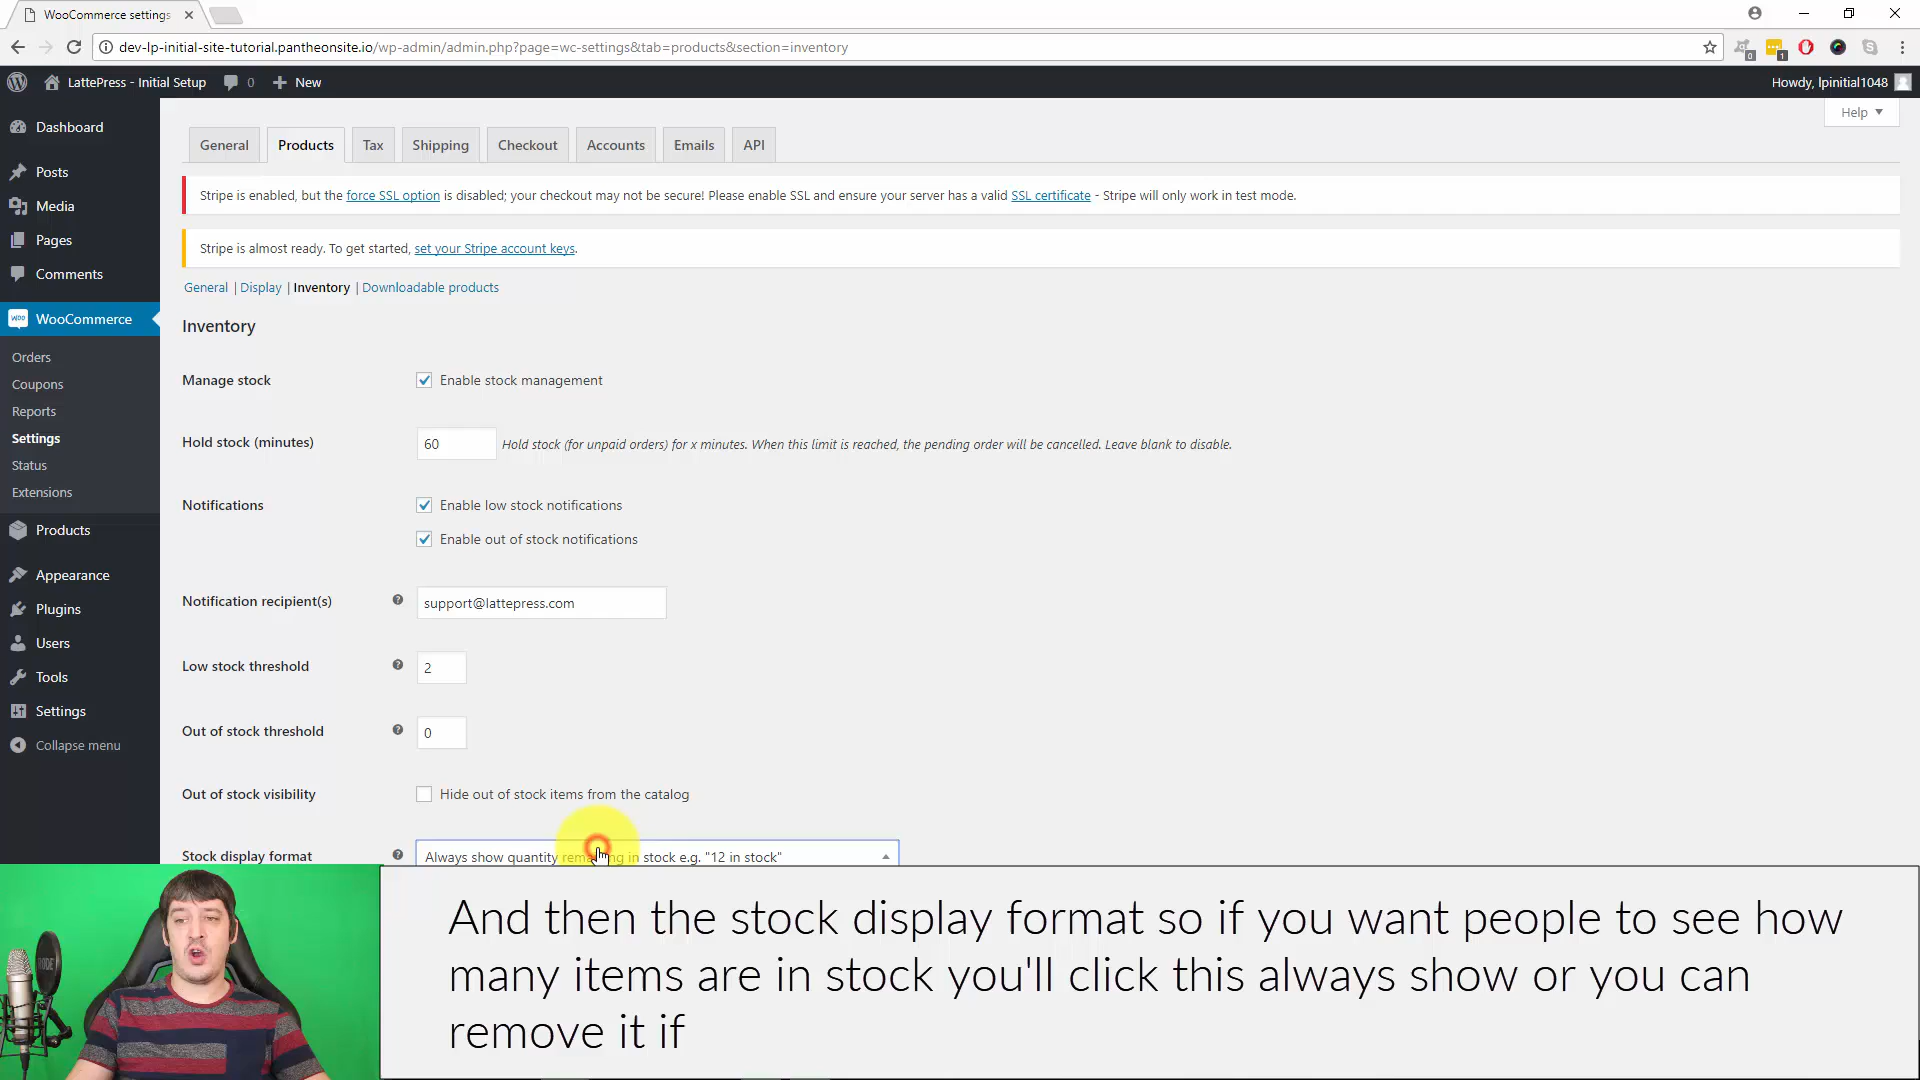 WooCommerce settings
dev-lp-initial-site-tutorial.pantheonsite.io/wp-admin/admin.php?page=wc-settings&tab=products&section=inventory
0
1
LattePress - Initial Setup
0
New
Howdy, lpinitial1048
Help
Dashboard
Posts
Media
Pages
Comments
WooCommerce
Orders
Coupons
Reports
Settings
Status
Extensions
Products
Appearance
Plugins
Users
Tools
Settings
Collapse menu
General Products Tax Shipping Checkout Accounts Emails API
Stripe is enabled, but the force SSL option is disabled; your checkout may not be secure! Please enable SSL and ensure your server has a valid SSL certificate - Stripe will only work in test mode.
Stripe is almost ready. To get started, set your Stripe account keys.
General | Display | Inventory | Downloadable products
Inventory
Manage stock Enable stock management
Hold stock (minutes) 60 Hold stock (for unpaid orders) for x minutes. When this limit is reached, the pending order will be cancelled. Leave blank to disable.
Notifications Enable low stock notifications
Enable out of stock notifications
Notification recipient(s) support@lattepress.com
Low stock threshold 2
Out of stock threshold 0
Out of stock visibility Hide out of stock items from the catalog
Stock display format Always show quantity remaining in stock e.g. "12 in stock"
And then the stock display format so if you want people to see how
many items are in stock you'll click this always show or you can
remove it if